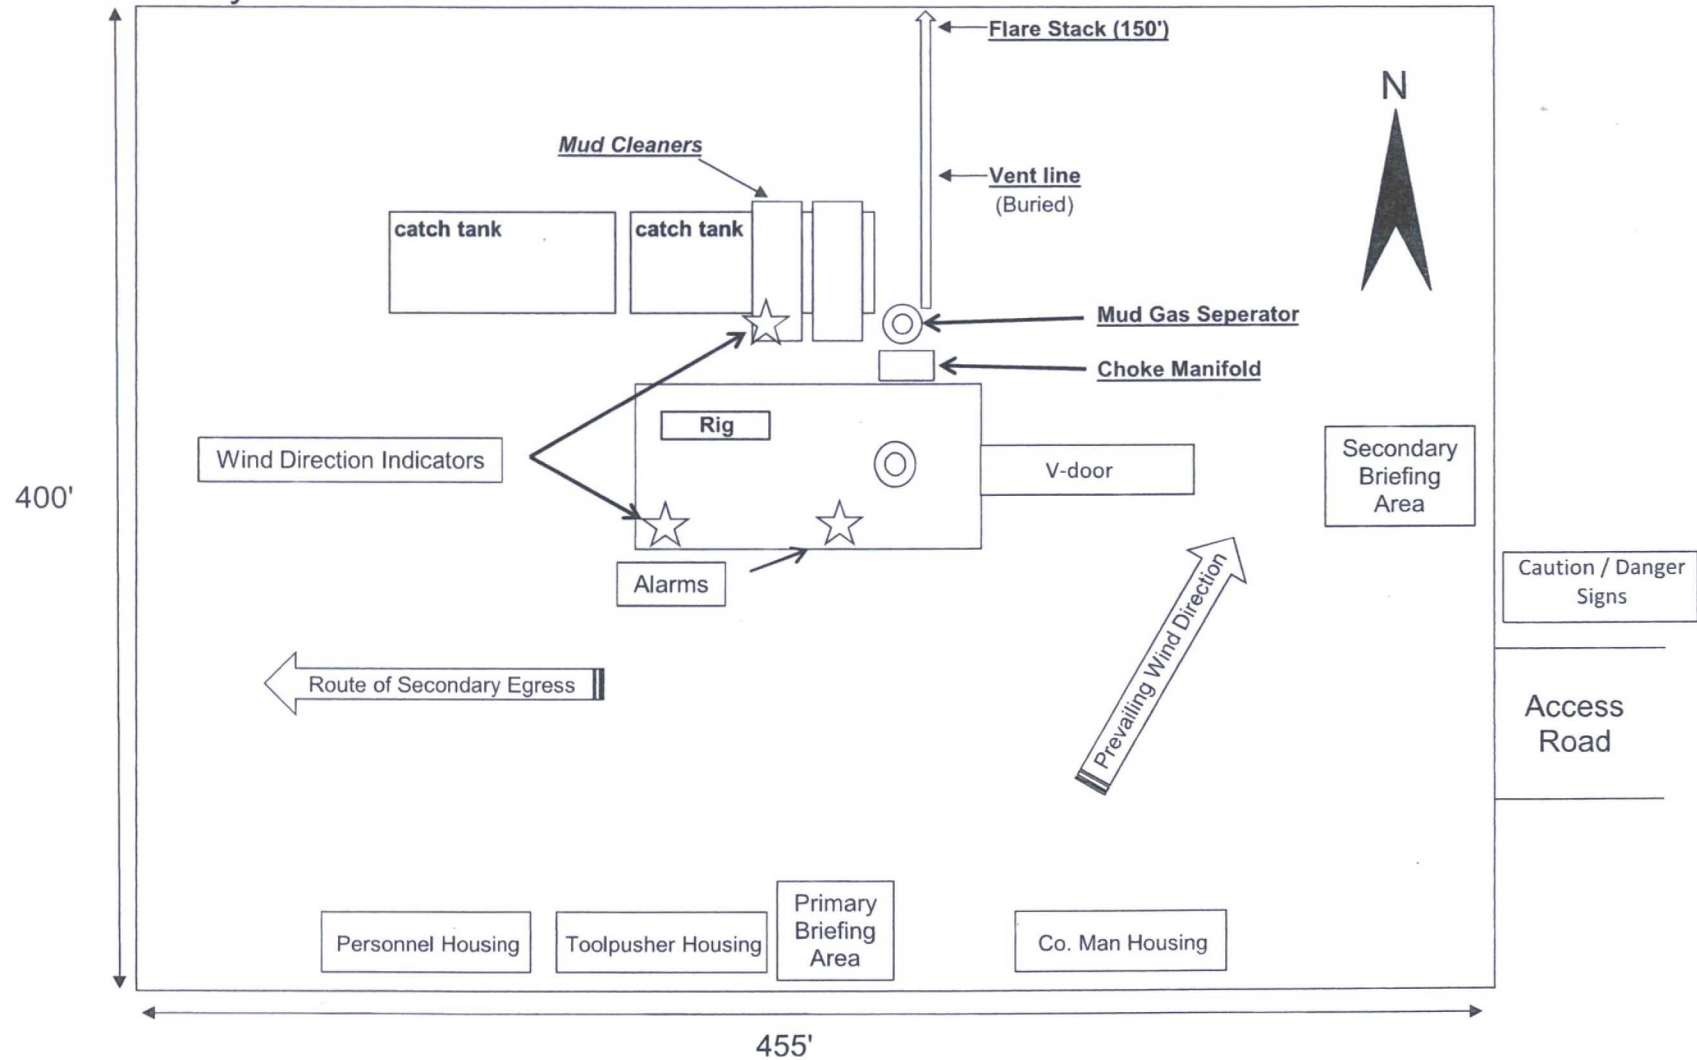 Flare Stack (150')
N
Mud Cleaners
Vent line
(Buried)
catch tank
catch tank
Mud Gas Seperator
Choke Manifold
Rig
Wind Direction Indicators
V-door
Secondary
Briefing
Area
400'
Alarms
Caution / Danger
Signs
Prevailing Wind Direction
Route of Secondary Egress
Access
Road
Primary
Briefing
Area
Personnel Housing
Toolpusher Housing
Co. Man Housing
455'